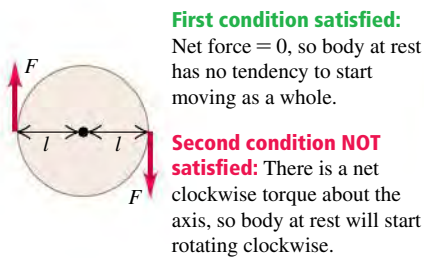 First condition satisfied:
Net force = 0, so body at rest
has no tendency to start
moving as a whole.
F
l
l
F
Second condition NOT
satisfied: There is a net
clockwise torque about the
axis, so body at rest will start
rotating clockwise.